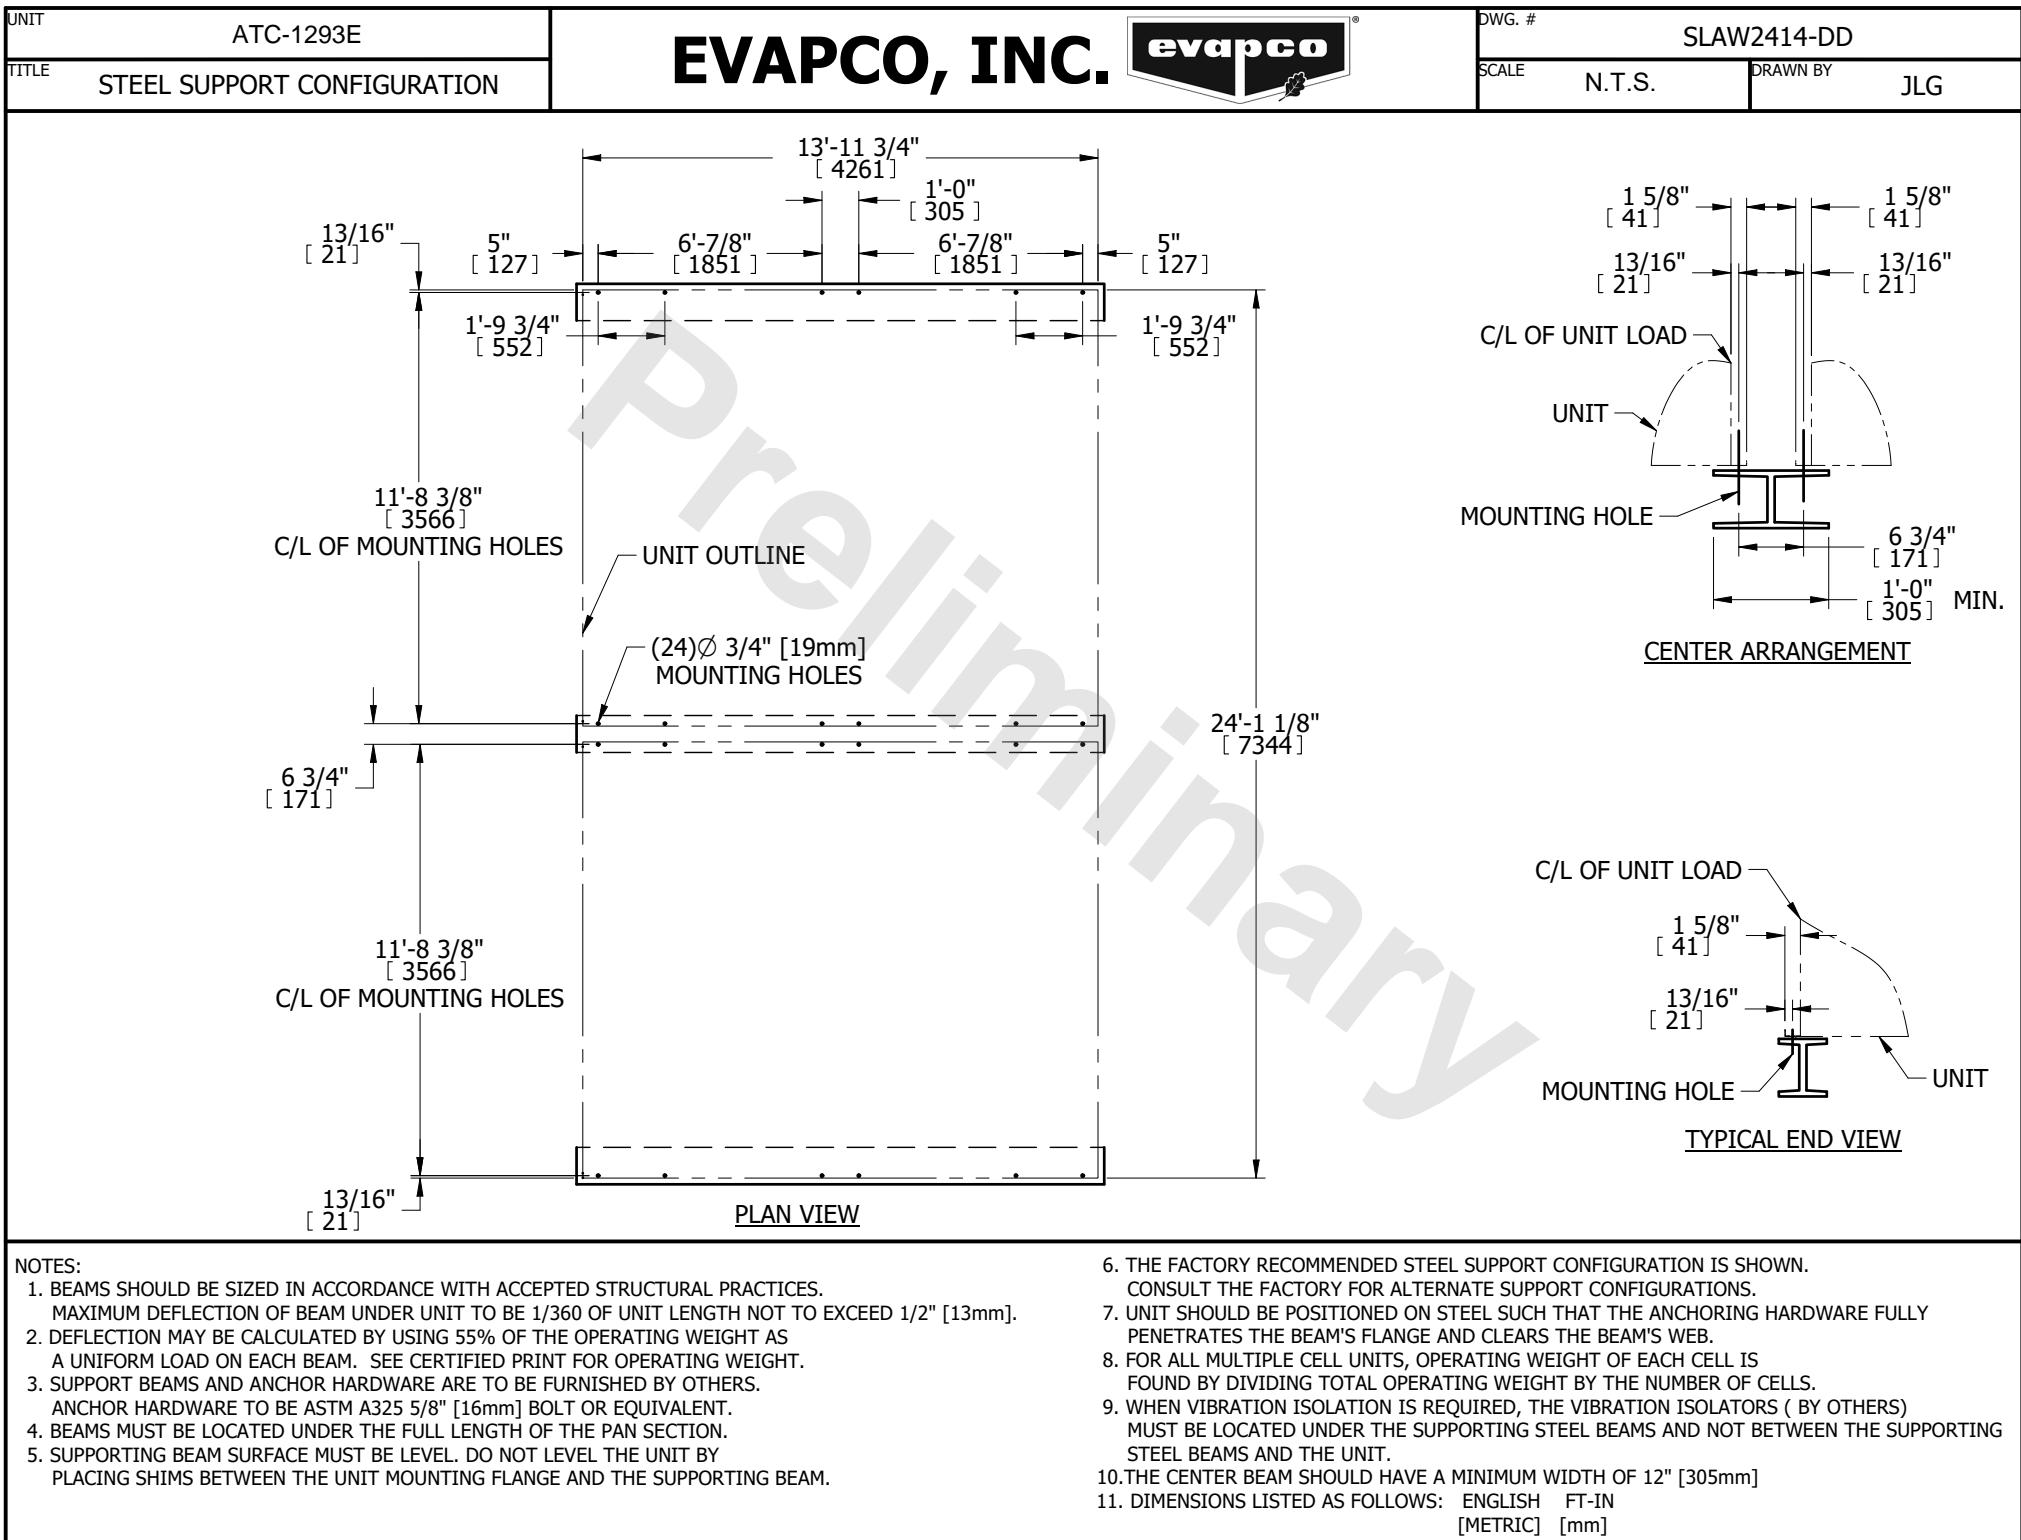 UNIT
ATC-1293E
TITLE
STEEL SUPPORT CONFIGURATION
EVAPCO, INC.
evapco
®
DWG. #
SLAW2414-DD
SCALE
N.T.S.
DRAWN BY
JLG
13'-11 3/4"
[ 4261 ]
1'-0"
[ 305 ]
13/16"
[ 21 ]
5"
[ 127 ]
6'-7/8"
[ 1851 ]
6'-7/8"
[ 1851 ]
5"
[ 127 ]
1'-9 3/4"
[ 552 ]
1'-9 3/4"
[ 552 ]
11'-8 3/8"
[ 3566 ]
C/L OF MOUNTING HOLES
UNIT OUTLINE
(24)Ø 3/4" [19mm]
MOUNTING HOLES
24'-1 1/8"
[ 7344 ]
6 3/4"
[ 171 ]
11'-8 3/8"
[ 3566 ]
C/L OF MOUNTING HOLES
13/16"
[ 21 ]
PLAN VIEW
Preliminary
1 5/8"
[ 41 ]
1 5/8"
[ 41 ]
13/16"
[ 21 ]
13/16"
[ 21 ]
C/L OF UNIT LOAD
UNIT
MOUNTING HOLE
6 3/4"
[ 171 ]
1'-0"
[ 305 ] MIN.
CENTER ARRANGEMENT
C/L OF UNIT LOAD
1 5/8"
[ 41 ]
13/16"
[ 21 ]
MOUNTING HOLE
UNIT
TYPICAL END VIEW
NOTES:
1. BEAMS SHOULD BE SIZED IN ACCORDANCE WITH ACCEPTED STRUCTURAL PRACTICES.
MAXIMUM DEFLECTION OF BEAM UNDER UNIT TO BE 1/360 OF UNIT LENGTH NOT TO EXCEED 1/2" [13mm].
2. DEFLECTION MAY BE CALCULATED BY USING 55% OF THE OPERATING WEIGHT AS
A UNIFORM LOAD ON EACH BEAM. SEE CERTIFIED PRINT FOR OPERATING WEIGHT.
3. SUPPORT BEAMS AND ANCHOR HARDWARE ARE TO BE FURNISHED BY OTHERS.
ANCHOR HARDWARE TO BE ASTM A325 5/8" [16mm] BOLT OR EQUIVALENT.
4. BEAMS MUST BE LOCATED UNDER THE FULL LENGTH OF THE PAN SECTION.
5. SUPPORTING BEAM SURFACE MUST BE LEVEL. DO NOT LEVEL THE UNIT BY
PLACING SHIMS BETWEEN THE UNIT MOUNTING FLANGE AND THE SUPPORTING BEAM.
6. THE FACTORY RECOMMENDED STEEL SUPPORT CONFIGURATION IS SHOWN.
CONSULT THE FACTORY FOR ALTERNATE SUPPORT CONFIGURATIONS.
7. UNIT SHOULD BE POSITIONED ON STEEL SUCH THAT THE ANCHORING HARDWARE FULLY
PENETRATES THE BEAM'S FLANGE AND CLEARS THE BEAM'S WEB.
8. FOR ALL MULTIPLE CELL UNITS, OPERATING WEIGHT OF EACH CELL IS
FOUND BY DIVIDING TOTAL OPERATING WEIGHT BY THE NUMBER OF CELLS.
9. WHEN VIBRATION ISOLATION IS REQUIRED, THE VIBRATION ISOLATORS ( BY OTHERS)
MUST BE LOCATED UNDER THE SUPPORTING STEEL BEAMS AND NOT BETWEEN THE SUPPORTING
STEEL BEAMS AND THE UNIT.
10.THE CENTER BEAM SHOULD HAVE A MINIMUM WIDTH OF 12" [305mm]
11. DIMENSIONS LISTED AS FOLLOWS: ENGLISH FT-IN
[METRIC] [mm]